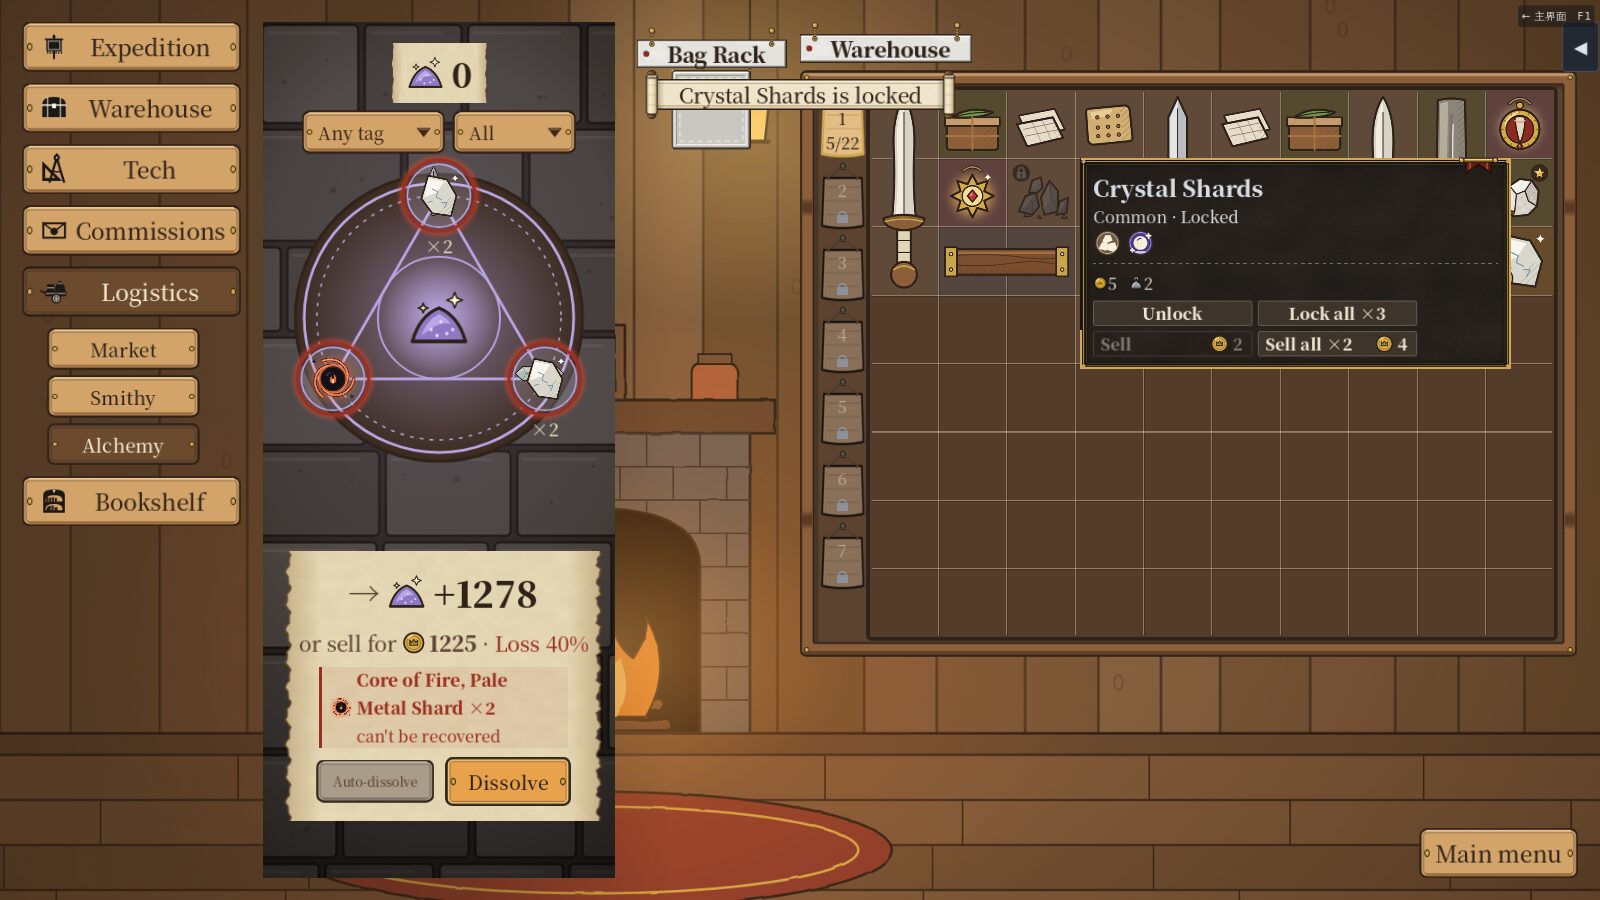 Expedition
Warehouse
Tech
Commissions
Logistics
Market
Smithy
Alchemy
Bookshelf
0
Any tag
All
×2
×2
→ +1278
or sell for 1225 · Loss 40%
Core of Fire, Pale
Metal Shard ×2
can't be recovered
Auto-dissolve
Dissolve
Bag Rack
Warehouse
Crystal Shards is locked
1
5/22
2
3
4
5
6
7
Crystal Shards
Common · Locked
5 2
Unlock
Lock all ×3
Sell 2
Sell all ×2 4
← 主界面 F1
Main menu